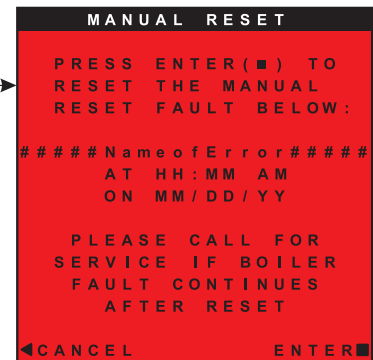 MANUAL RESET
PRESS ENTER(■) TO
RESET THE MANUAL
RESET FAULT BELOW:
#####NameofError#####
AT HH:MM AM
ON MM/DD/YY
PLEASE CALL FOR
SERVICE IF BOILER
FAULT CONTINUES
AFTER RESET
◀CANCEL ENTER■